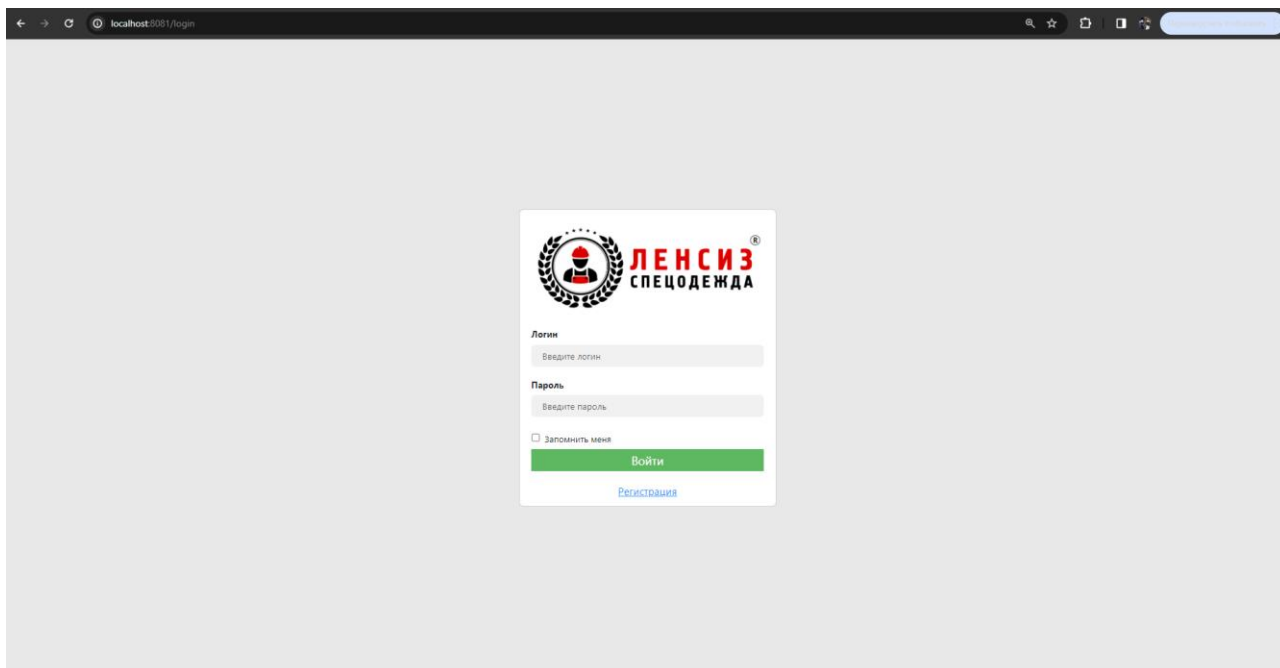 localhost:8081/login
ЛЕНСИЗ ®
СПЕЦОДЕЖДА
Логин
Введите логин
Пароль
Введите пароль
Запомнить меня
Войти
Регистрация